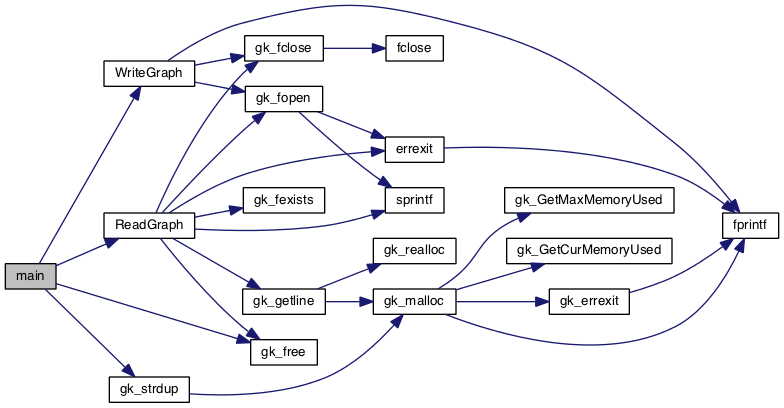 main
WriteGraph
ReadGraph
gk_strdup
gk_fclose
gk_fopen
gk_fexists
gk_getline
gk_free
fclose
errexit
sprintf
gk_realloc
gk_malloc
gk_GetMaxMemoryUsed
gk_GetCurMemoryUsed
gk_errexit
fprintf